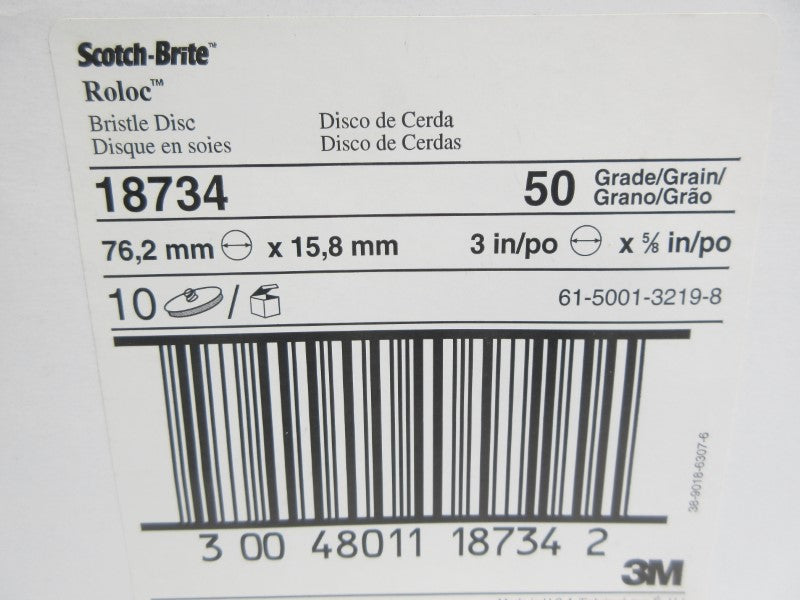 Scotch-Brite™
Roloc™
Bristle Disc
Disque en soies
Disco de Cerda
Disco de Cerdas
18734
50 Grade/Grain/
Grano/Grão
76,2 mm x 15,8 mm
3 in/po x 5⁄8 in/po
10 /
61-5001-3219-8
3 00 48011 18734 2
38-9018-6307-6
3M